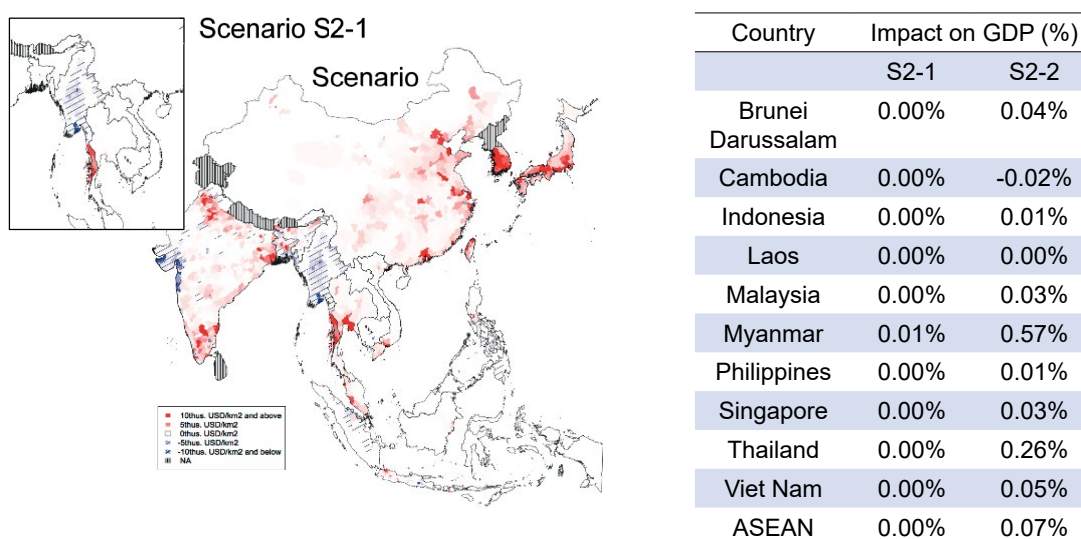 Scenario S2-1
Scenario
10thus. USD/km2 and above
5thus. USD/km2
0thus. USD/km2
-5thus. USD/km2
-10thus. USD/km2 and below
NA
Country Impact on GDP (%)
S2-1 S2-2
Brunei Darussalam 0.00% 0.04%
Cambodia 0.00% -0.02%
Indonesia 0.00% 0.01%
Laos 0.00% 0.00%
Malaysia 0.00% 0.03%
Myanmar 0.01% 0.57%
Philippines 0.00% 0.01%
Singapore 0.00% 0.03%
Thailand 0.00% 0.26%
Viet Nam 0.00% 0.05%
ASEAN 0.00% 0.07%